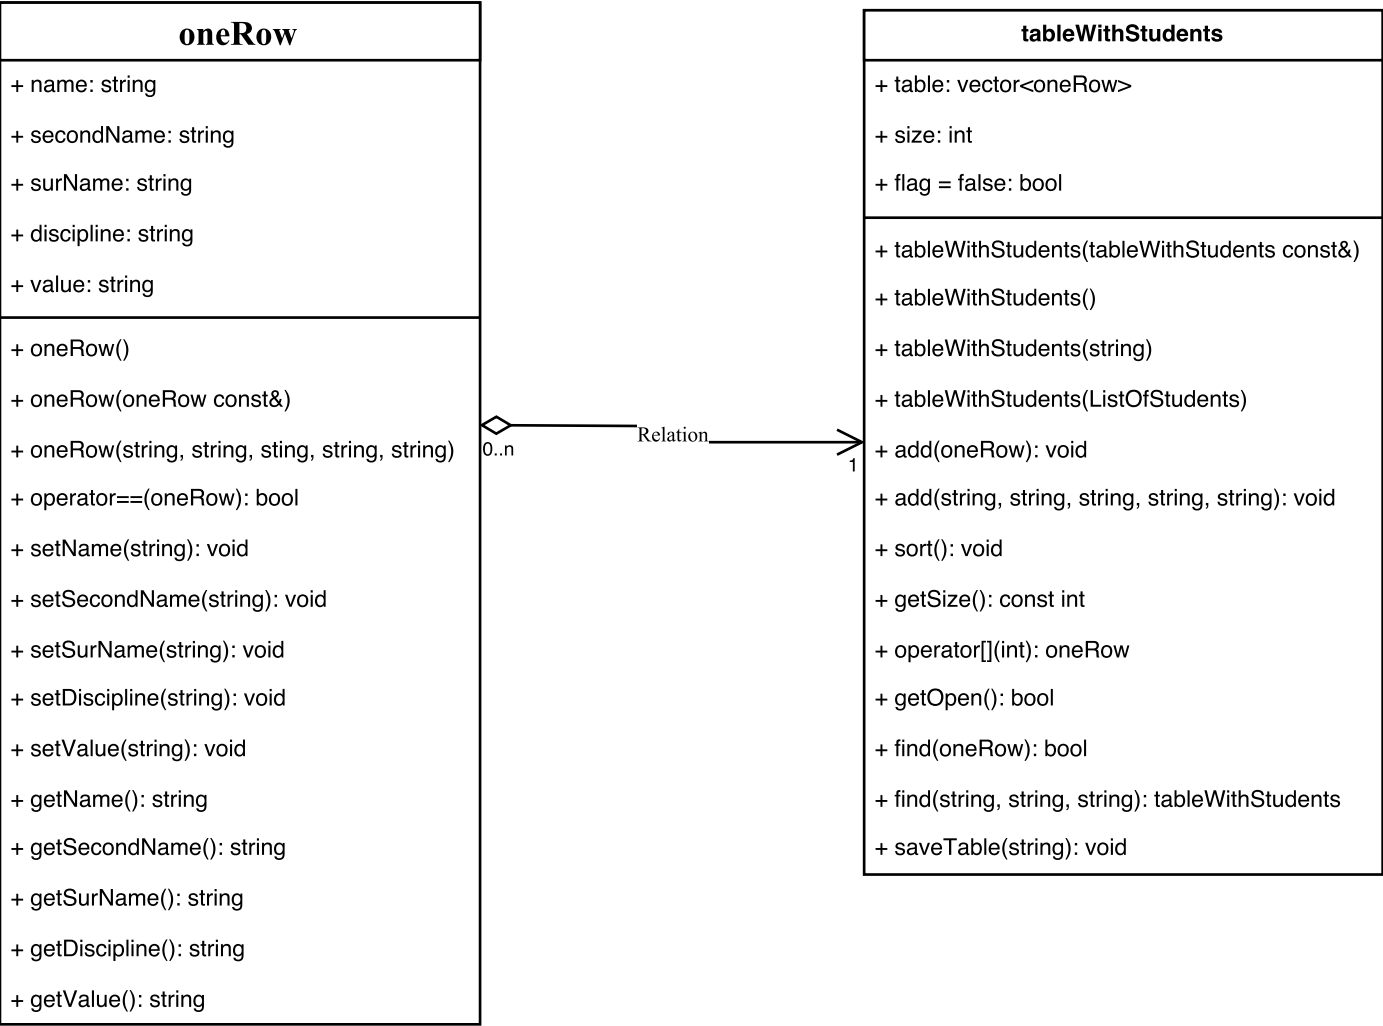 oneRow
+ name: string
+ secondName: string
+ surName: string
+ discipline: string
+ value: string
+ oneRow()
+ oneRow(oneRow const&)
+ oneRow(string, string, sting, string, string)
+ operator==(oneRow): bool
+ setName(string): void
+ setSecondName(string): void
+ setSurName(string): void
+ setDiscipline(string): void
+ setValue(string): void
+ getName(): string
+ getSecondName(): string
+ getSurName(): string
+ getDiscipline(): string
+ getValue(): string
0..n
Relation
1
tableWithStudents
+ table: vector<oneRow>
+ size: int
+ flag = false: bool
+ tableWithStudents(tableWithStudents const&)
+ tableWithStudents()
+ tableWithStudents(string)
+ tableWithStudents(ListOfStudents)
+ add(oneRow): void
+ add(string, string, string, string, string): void
+ sort(): void
+ getSize(): const int
+ operator[](int): oneRow
+ getOpen(): bool
+ find(oneRow): bool
+ find(string, string, string): tableWithStudents
+ saveTable(string): void